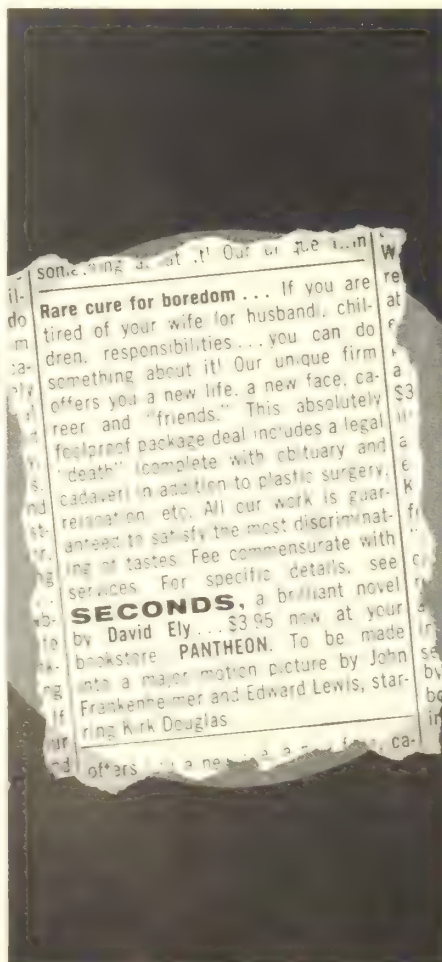 Rare cure for boredom ... If you are
tired of your wife (or husband), chil-
dren, responsibilities ... you can do
something about it! Our unique firm
offers you a new life, a new face, ca-
reer and "friends." This absolutely
foolproof package deal includes a legal
"death" (complete with obituary and
cadaver) in addition to plastic surgery,
relocation, etc. All our work is guar-
anteed to satisfy the most discriminat-
ing of tastes. Fee commensurate with
services. For specific details, see
SECONDS, a brilliant novel
by David Ely ... $3.95 now at your
bookstore. PANTHEON. To be made
into a major motion picture by John
Frankenheimer and Edward Lewis, star-
ring Kirk Douglas
offers a new ca-